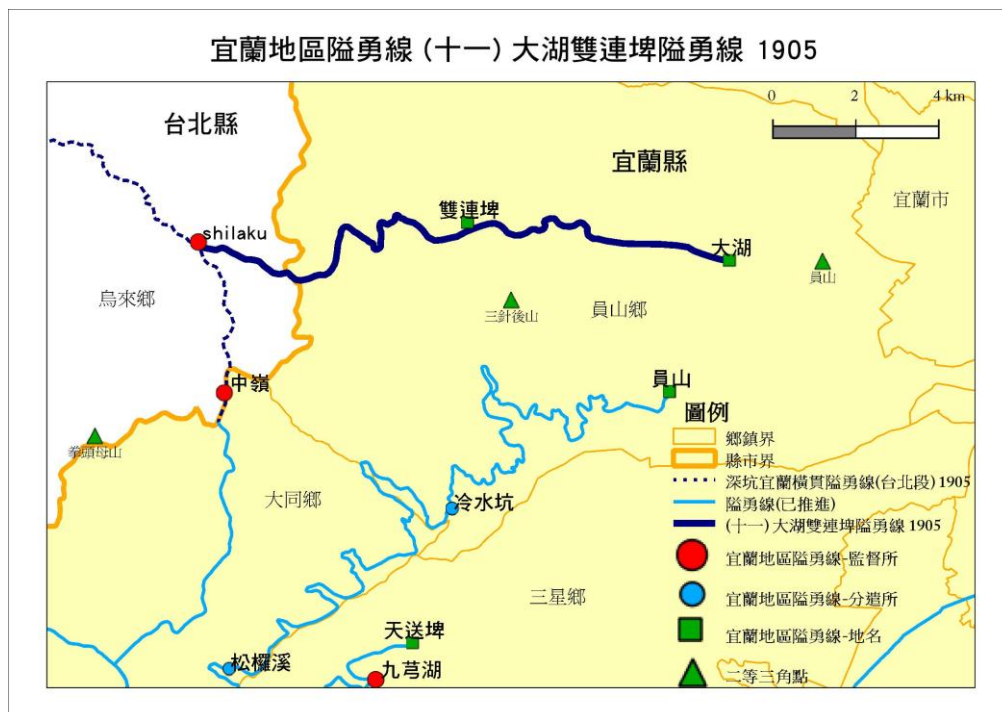 宜蘭地區隘勇線 (十一) 大湖雙連埤隘勇線 1905
台北縣
0 2 4 km
宜蘭縣
宜蘭市
雙連埤
shilaku
大湖
員山
烏來鄉
三針後山
員山鄉
中嶺
員山
圖例
拳頭母山
鄉鎮界
縣市界
深坑宜蘭橫貫隘勇線(台北段) 1905
大同鄉
冷水坑
隘勇線(已推進)
(十一) 大湖雙連埤隘勇線 1905
宜蘭地區隘勇線-監督所
三星鄉
宜蘭地區隘勇線-分遣所
天送埤
宜蘭地區隘勇線-地名
松欏溪
九芎湖
二等三角點